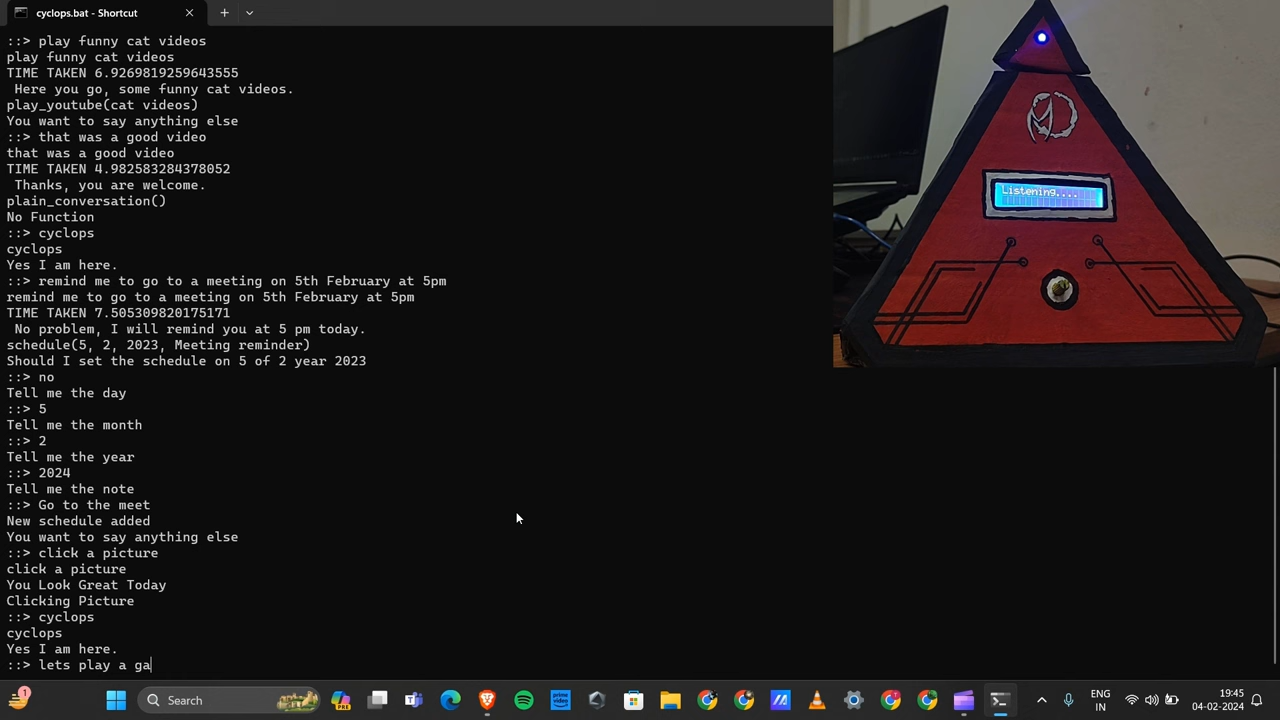 cyclops.bat - Shortcut
::> play funny cat videos
play funny cat videos
TIME TAKEN 6.9269819259643555
 Here you go, some funny cat videos.
play_youtube(cat videos)
You want to say anything else
::> that was a good video
that was a good video
TIME TAKEN 4.982583284378052
 Thanks, you are welcome.
plain_conversation()
No Function
::> cyclops
cyclops
Yes I am here.
::> remind me to go to a meeting on 5th February at 5pm
remind me to go to a meeting on 5th February at 5pm
TIME TAKEN 7.505309820175171
 No problem, I will remind you at 5 pm today.
schedule(5, 2, 2023, Meeting reminder)
Should I set the schedule on 5 of 2 year 2023
::> no
Tell me the day
::> 5
Tell me the month
::> 2
Tell me the year
::> 2024
Tell me the note
::> Go to the meet
New schedule added
You want to say anything else
::> click a picture
click a picture
You Look Great Today
Clicking Picture
::> cyclops
cyclops
Yes I am here.
::> lets play a ga
Listening....
1
Search
PRE
ENG
IN
19:45
04-02-2024